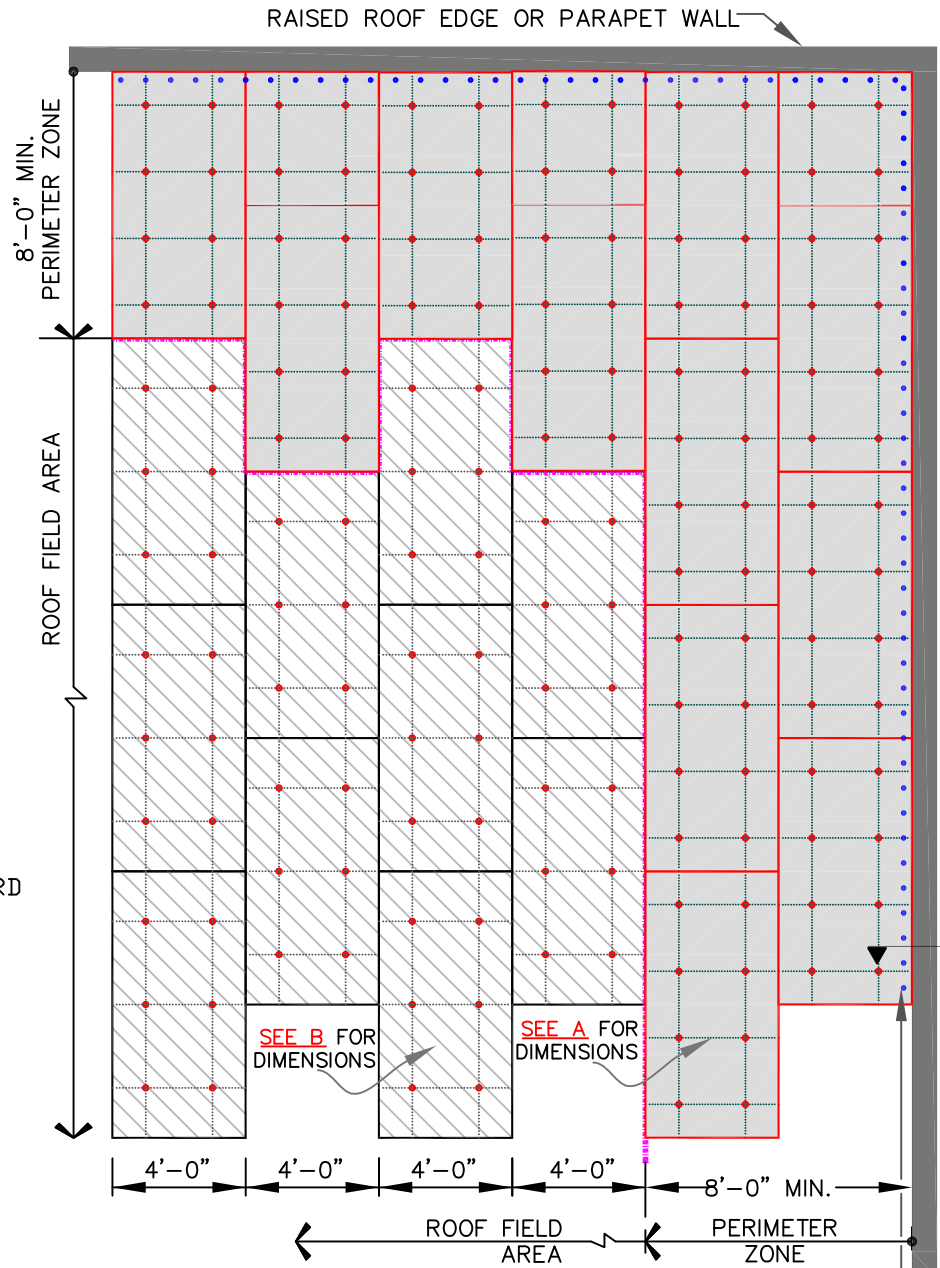 RAISED ROOF EDGE OR PARAPET WALL
8'-0" MIN.
PERIMETER ZONE
ROOF FIELD AREA
RD
SEE B FOR
DIMENSIONS
SEE A FOR
DIMENSIONS
4'-0"
4'-0"
4'-0"
4'-0"
8'-0" MIN.
ROOF FIELD
AREA
PERIMETER
ZONE